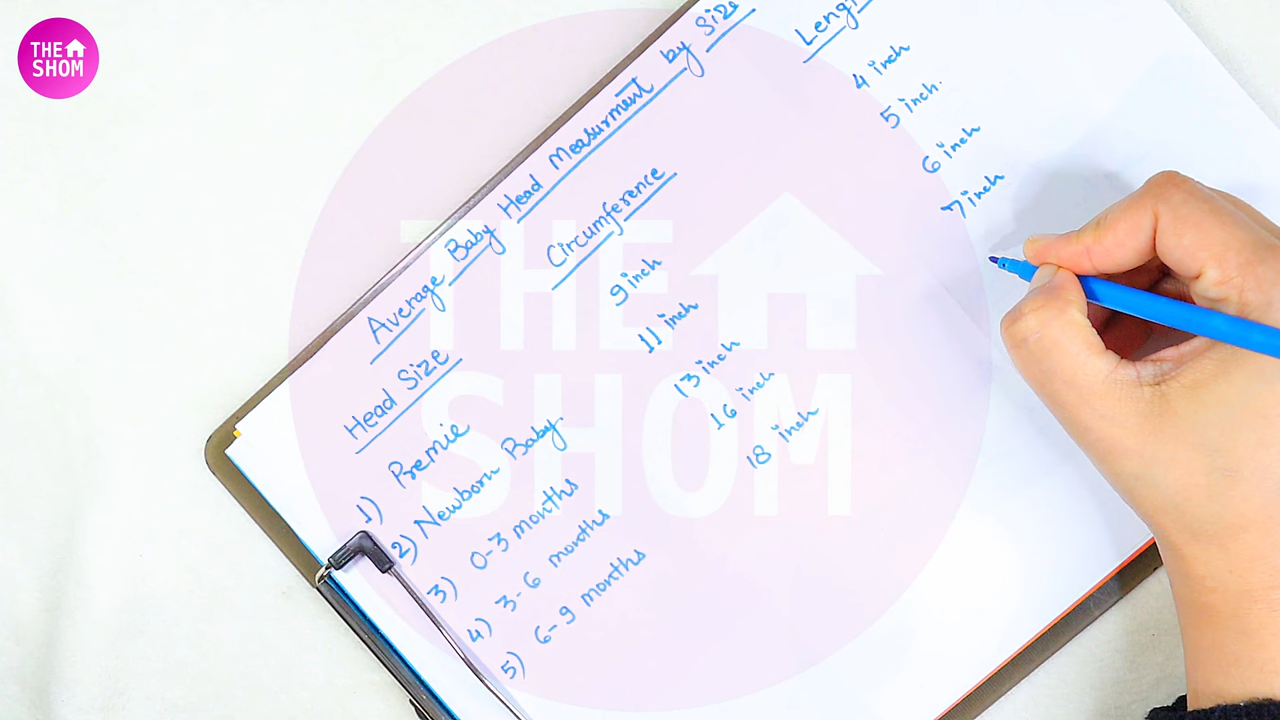 THE
SHOM
Average Baby Head Measurment by Size
Head Size Circumference
1) Premie 9 inch 4 inch
2) Newborn Baby. 11 inch 5 inch.
3) 0-3 months 13 inch 6 inch
4) 3-6 months 16 inch 7 inch
5) 6-9 months 18 inch
THE
SHOM